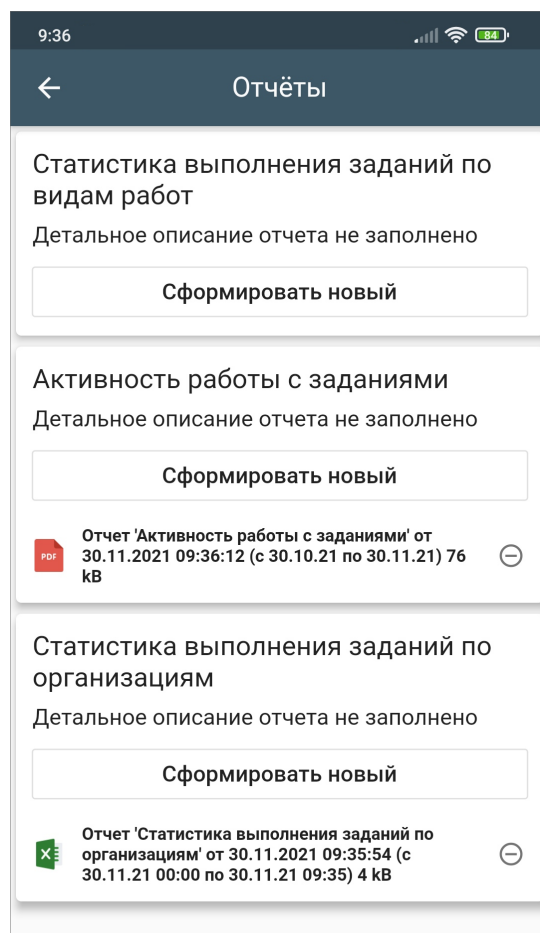 9:36
84
Отчёты
Статистика выполнения заданий по
видам работ
Детальное описание отчета не заполнено
Сформировать новый
Активность работы с заданиями
Детальное описание отчета не заполнено
Сформировать новый
PDF
Отчет 'Активность работы с заданиями' от
30.11.2021 09:36:12 (с 30.10.21 по 30.11.21) 76
kB
Статистика выполнения заданий по
организациям
Детальное описание отчета не заполнено
Сформировать новый
X
Отчет 'Статистика выполнения заданий по
организациям' от 30.11.2021 09:35:54 (с
30.11.21 00:00 по 30.11.21 09:35) 4 kB